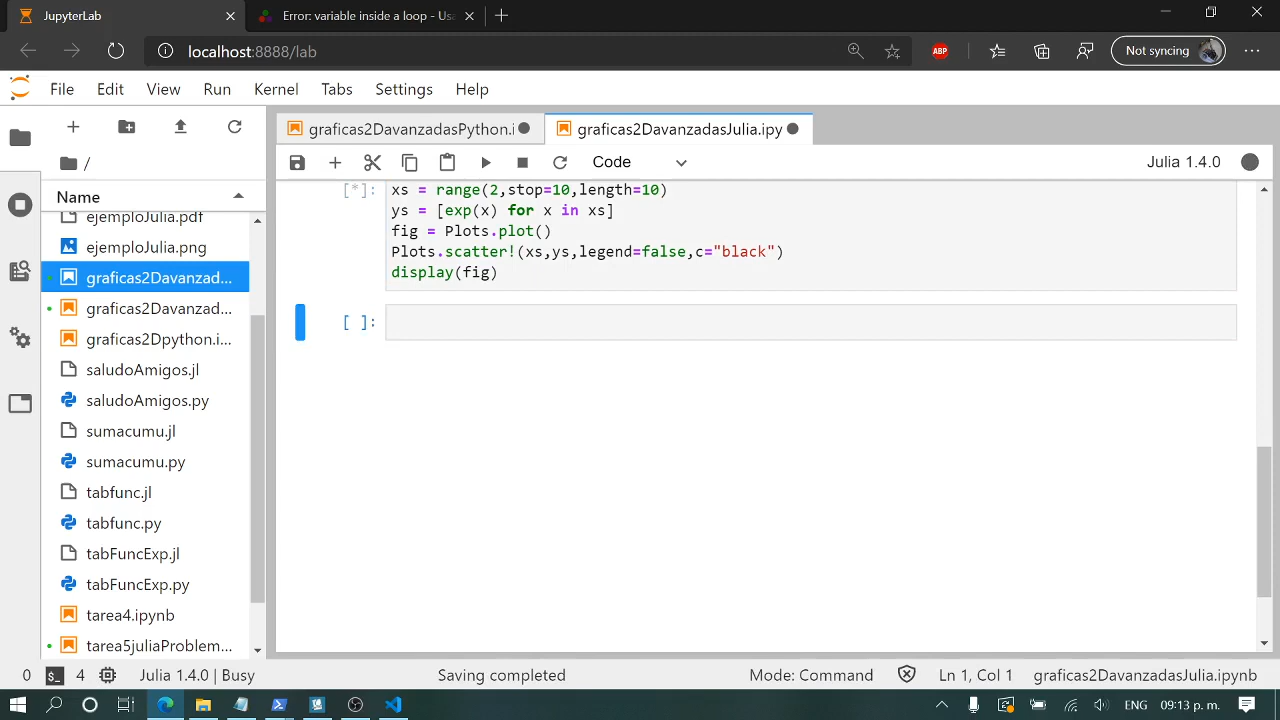 JupyterLab
Error: variable inside a loop - Usa
localhost:8888/lab
ABP
Not syncing
File Edit View Run Kernel Tabs Settings Help
graficas2DavanzadasPython.i
graficas2DavanzadasJulia.ipy
/
Code
Julia 1.4.0
Name
ejemploJulia.pdf
ejemploJulia.png
graficas2Davanzad...
graficas2Davanzad...
graficas2Dpython.i...
saludoAmigos.jl
saludoAmigos.py
sumacumu.jl
sumacumu.py
tabfunc.jl
tabfunc.py
tabFuncExp.jl
tabFuncExp.py
tarea4.ipynb
tarea5juliaProblem...
[*]: xs = range(2,stop=10,length=10)
ys = [exp(x) for x in xs]
fig = Plots.plot()
Plots.scatter!(xs,ys,legend=false,c="black")
display(fig)
[ ]:
0 4 Julia 1.4.0 | Busy Saving completed Mode: Command Ln 1, Col 1 graficas2DavanzadasJulia.ipynb
ENG 09:13 p. m.